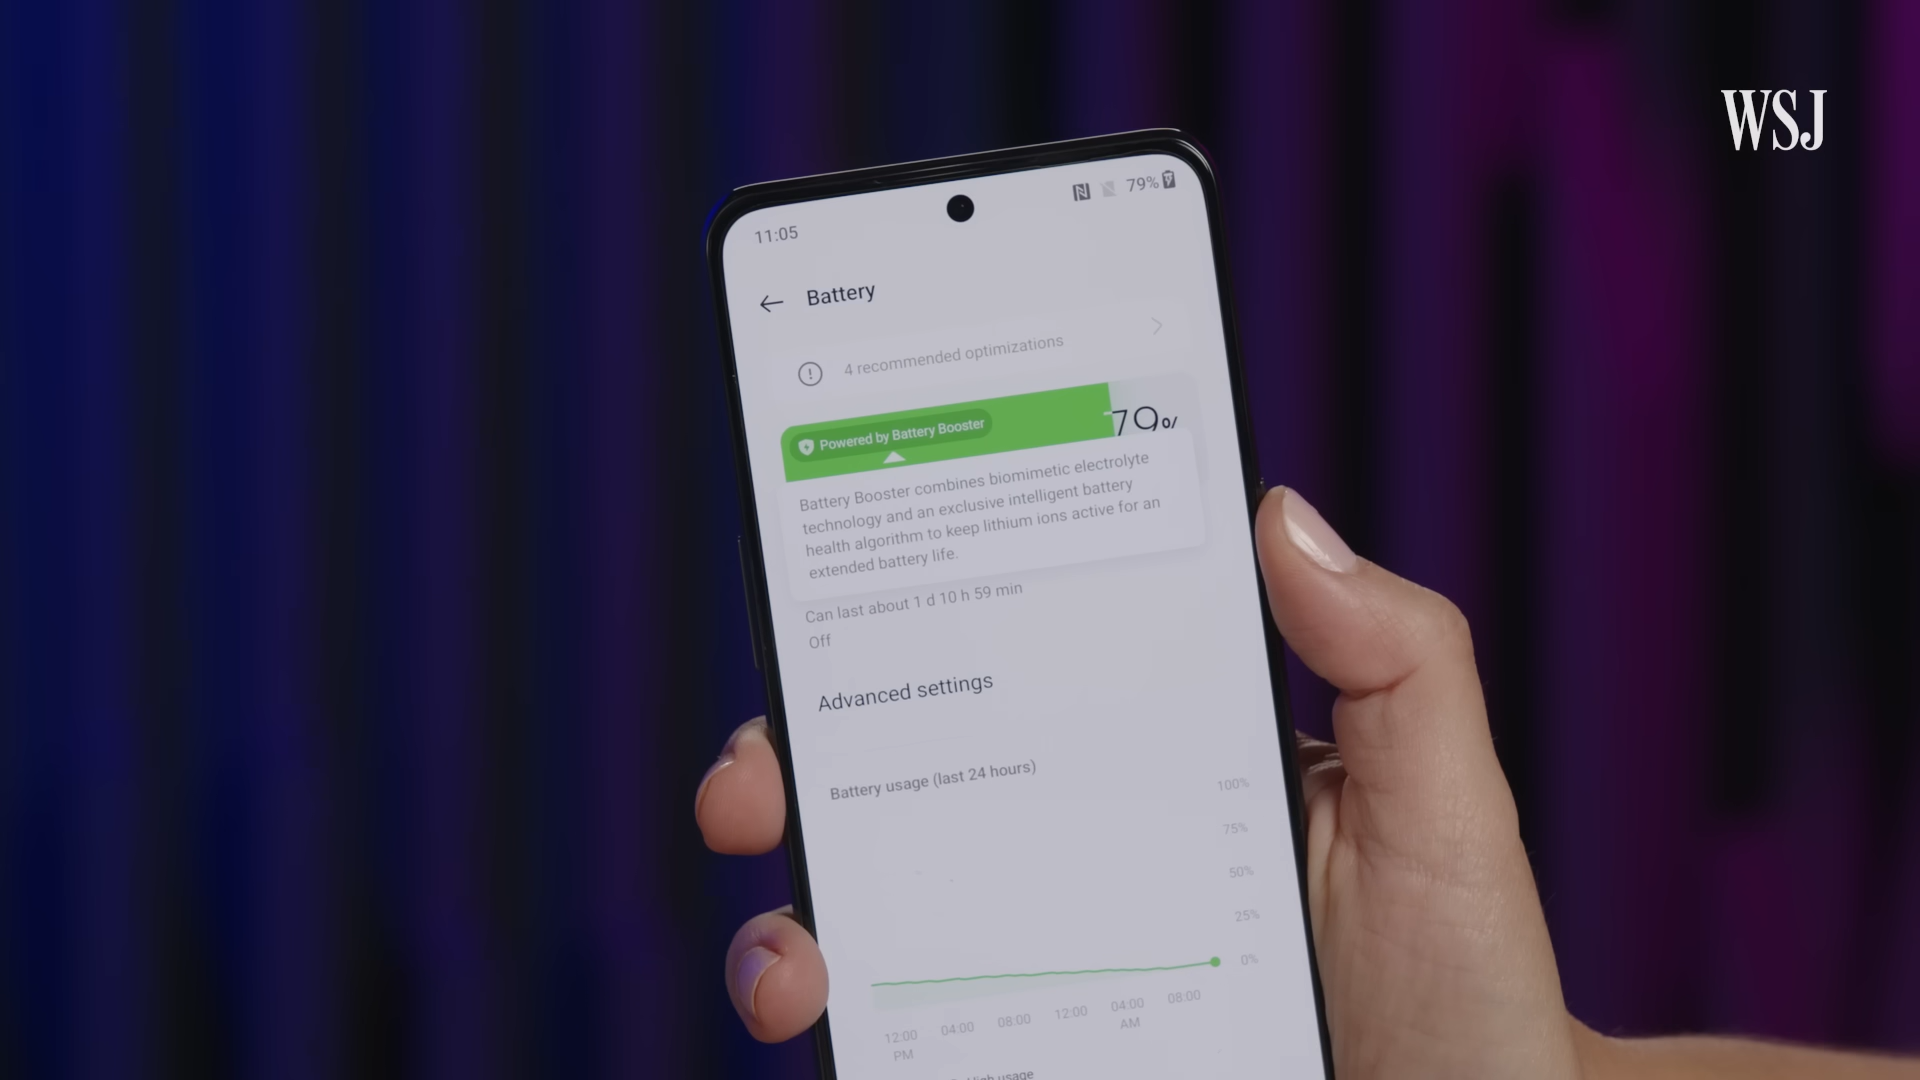 WSJ
11:05
79%
Battery
4 recommended optimizations
Powered by Battery Booster
79%
Battery Booster combines biomimetic electrolyte
technology and an exclusive intelligent battery
health algorithm to keep lithium ions active for an
extended battery life.
Can last about 1 d 10 h 59 min
Off
Advanced settings
Battery usage (last 24 hours)
100%
75%
50%
25%
0%
12:00 04:00 08:00 12:00 04:00 08:00
PM AM
High usage